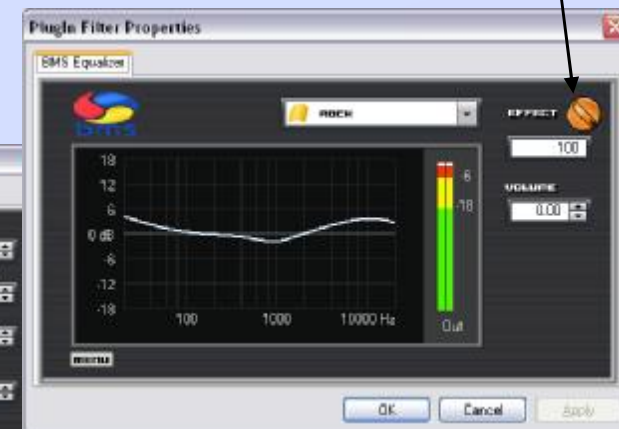 PlugIn Filter Properties
BMS Equalizer
bms
ROCK
EFFECT
100
VOLUME
0.00
18
12
6
0 dB
-6
-12
-18
100 1000 10000 Hz
-6
-18
Out
menu
OK Cancel Apply